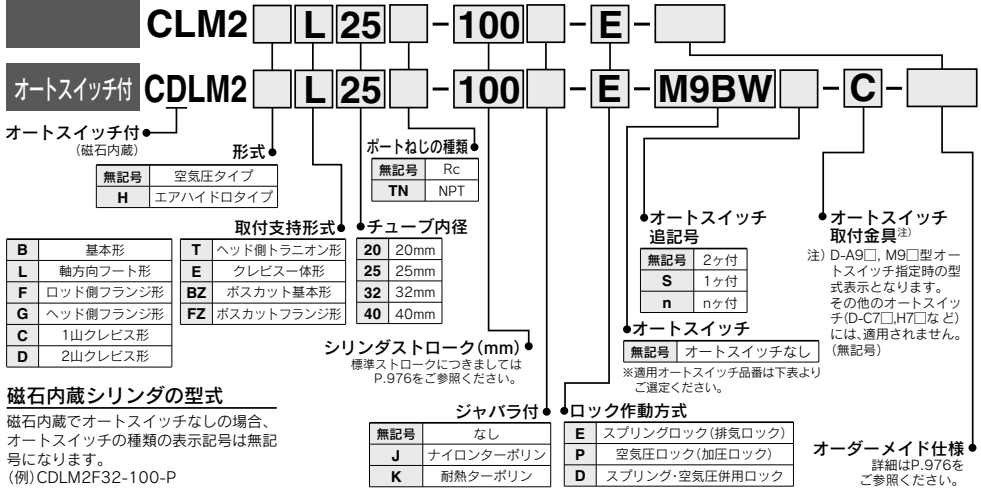 CLM2 L 25 - 100 - E -
オートスイッチ付 CDLM2 L 25 - 100 - E - M9BW - C -
オートスイッチ付
(磁石内蔵)
形式
無記号 空気圧タイプ
H エアハイドロタイプ
ポートねじの種類
無記号 Rc
TN NPT
取付支持形式
B 基本形
L 軸方向フート形
F ロッド側フランジ形
G ヘッド側フランジ形
C 1山クレビス形
D 2山クレビス形
T ヘッド側トラニオン形
E クレビス一体形
BZ ボスカット基本形
FZ ボスカットフランジ形
チューブ内径
20 20mm
25 25mm
32 32mm
40 40mm
シリンダストローク(mm)
標準ストロークにつきましては
P.976をご参照ください。
磁石内蔵シリンダの型式
磁石内蔵でオートスイッチなしの場合、
オートスイッチの種類の表示記号は無記
号になります。
(例)CDLM2F32-100-P
ジャバラ付
無記号 なし
J ナイロンターポリン
K 耐熱ターポリン
ロック作動方式
E スプリングロック(排気ロック)
P 空気圧ロック(加圧ロック)
D スプリング・空気圧併用ロック
オートスイッチ
追記号
無記号 2ヶ付
S 1ヶ付
n nヶ付
オートスイッチ
無記号 オートスイッチなし
※適用オートスイッチ品番は下表より
ご選定ください。
オートスイッチ
取付金具注)
注) D-A9□, M9□型オー
トスイッチ指定時の型
式表示となります。
その他のオートスイッ
チ(D-C7□,H7□など)
には、適用されません。
(無記号)
オーダーメイド仕様
詳細はP.976を
ご参照ください。